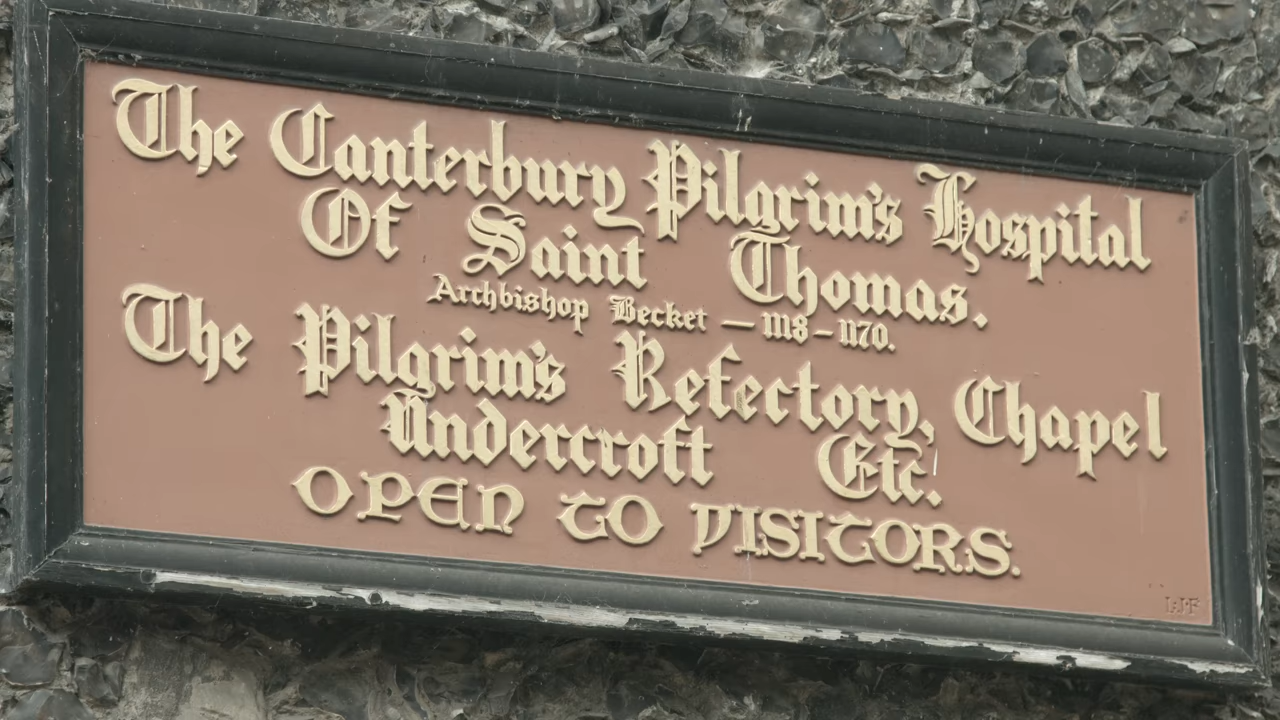 The Canterbury Pilgrim's Hospital
Of Saint Thomas.
Archbishop Becket — 1118 – 1170.
The Pilgrim's Refectory, Chapel
Undercroft Etc.
OPEN TO VISITORS.